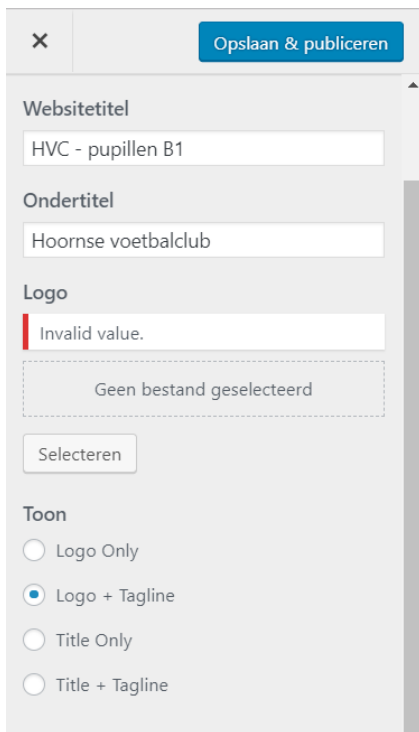 Opslaan & publiceren
Websitetitel
HVC - pupillen B1
Ondertitel
Hoornse voetbalclub
Logo
Invalid value.
Geen bestand geselecteerd
Selecteren
Toon
Logo Only
Logo + Tagline
Title Only
Title + Tagline